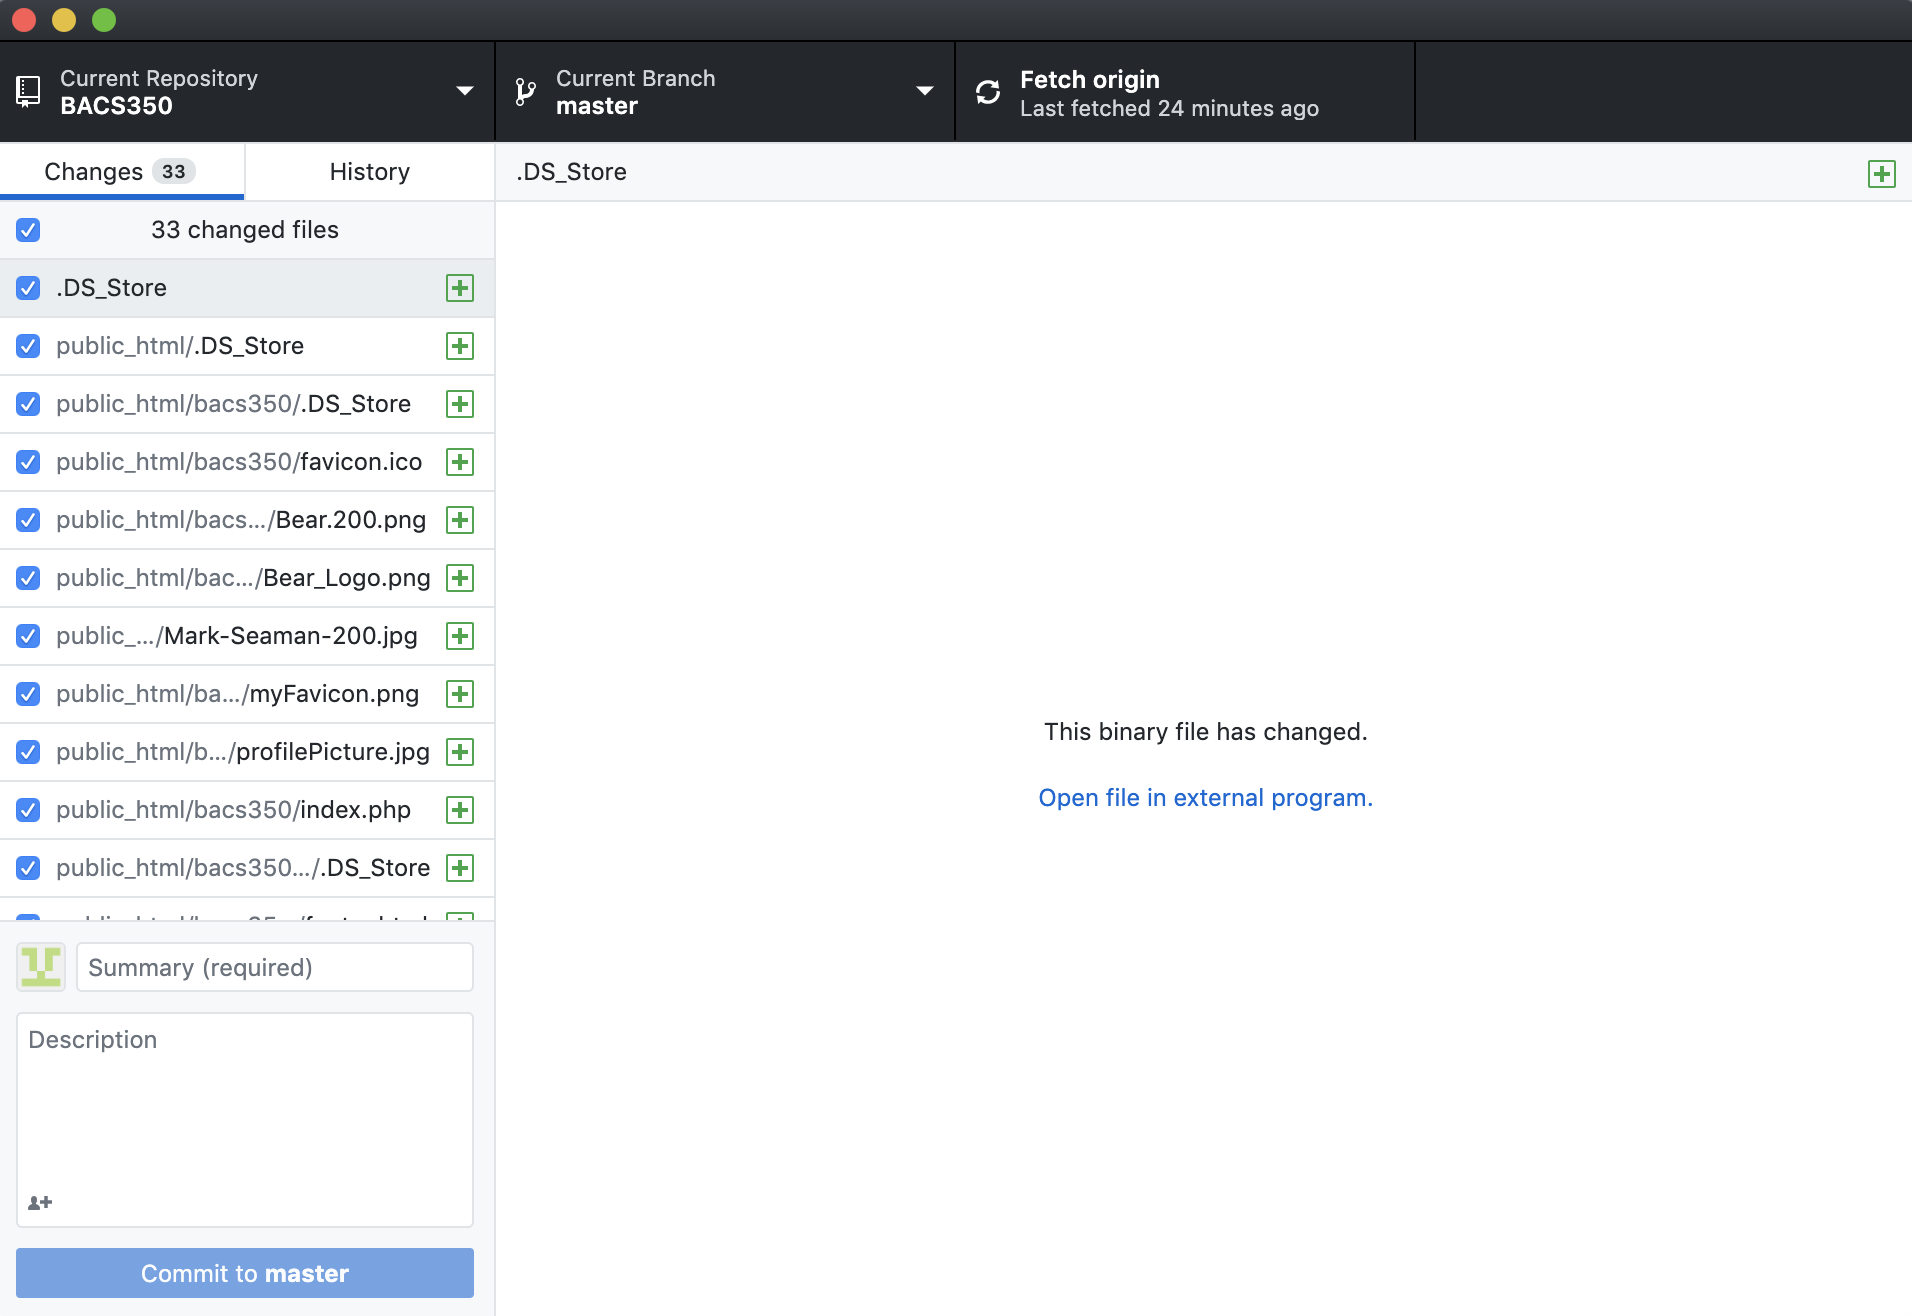 Current Repository
BACS350
Current Branch
master
Fetch origin
Last fetched 24 minutes ago
Changes 33
History
.DS_Store
33 changed files
.DS_Store
public_html/.DS_Store
public_html/bacs350/.DS_Store
public_html/bacs350/favicon.ico
public_html/bacs.../Bear.200.png
public_html/bac.../Bear_Logo.png
public_.../Mark-Seaman-200.jpg
public_html/ba.../myFavicon.png
public_html/b.../profilePicture.jpg
public_html/bacs350/index.php
public_html/bacs350.../.DS_Store
This binary file has changed.
Open file in external program.
Summary (required)
Description
Commit to master